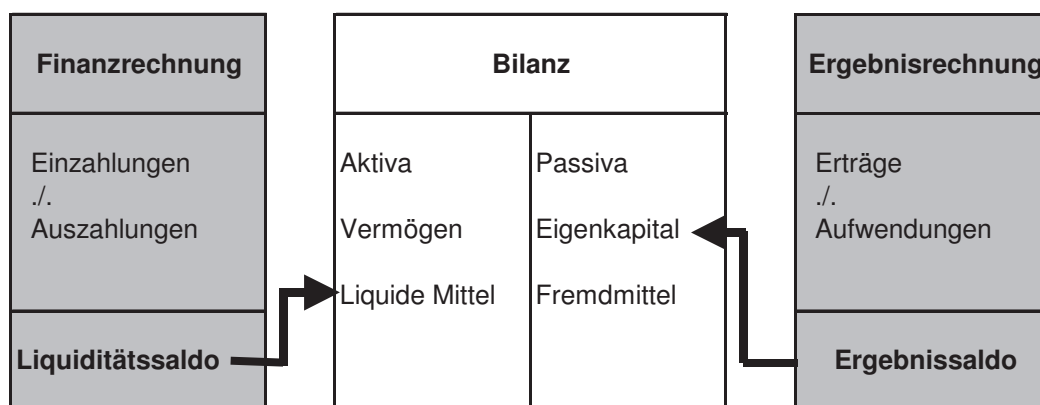 Finanzrechnung
Einzahlungen
./.
Auszahlungen
Liquiditätssaldo
Bilanz
Aktiva
Vermögen
Liquide Mittel
Passiva
Eigenkapital
Fremdmittel
Ergebnisrechnung
Erträge
./.
Aufwendungen
Ergebnissaldo